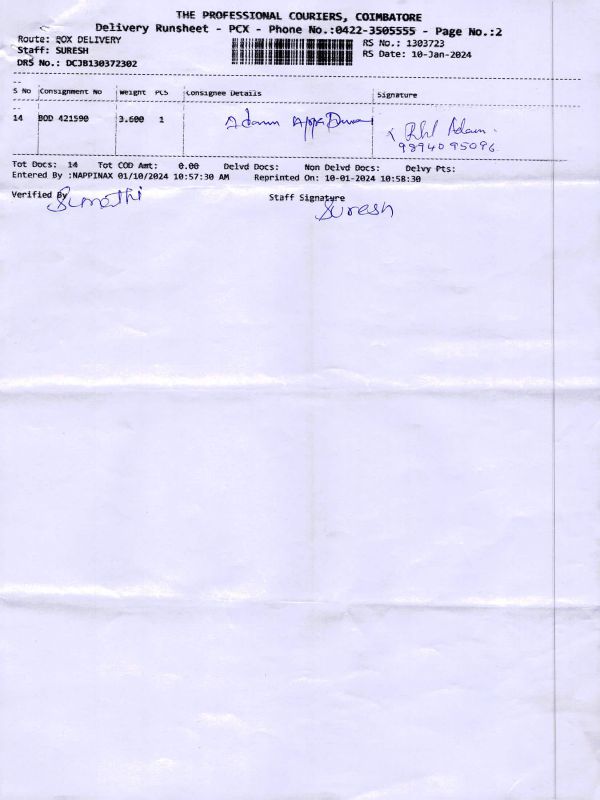 THE PROFESSIONAL COURIERS, COIMBATORE
Delivery Runsheet - PCX - Phone No.:0422-3505555 - Page No.:2
Route: BOX DELIVERY
RS No.: 1303723
Staff: SURESH
RS Date: 10-Jan-2024
DRS No.: DCJB130372302
S No Consignment No Weight PCS Consignee Details Signature
14 BOD 421590 3.600 1 Adam
Adam
9894095096
Tot Docs: 14 Tot COD Amt: 0.00 Delvd Docs: Non Delvd Docs: Delvy Pts:
Entered By :NAPPINAX 01/10/2024 10:57:30 AM Reprinted On: 10-01-2024 10:58:30
Verified By Sumathi
Staff Signature Suresh